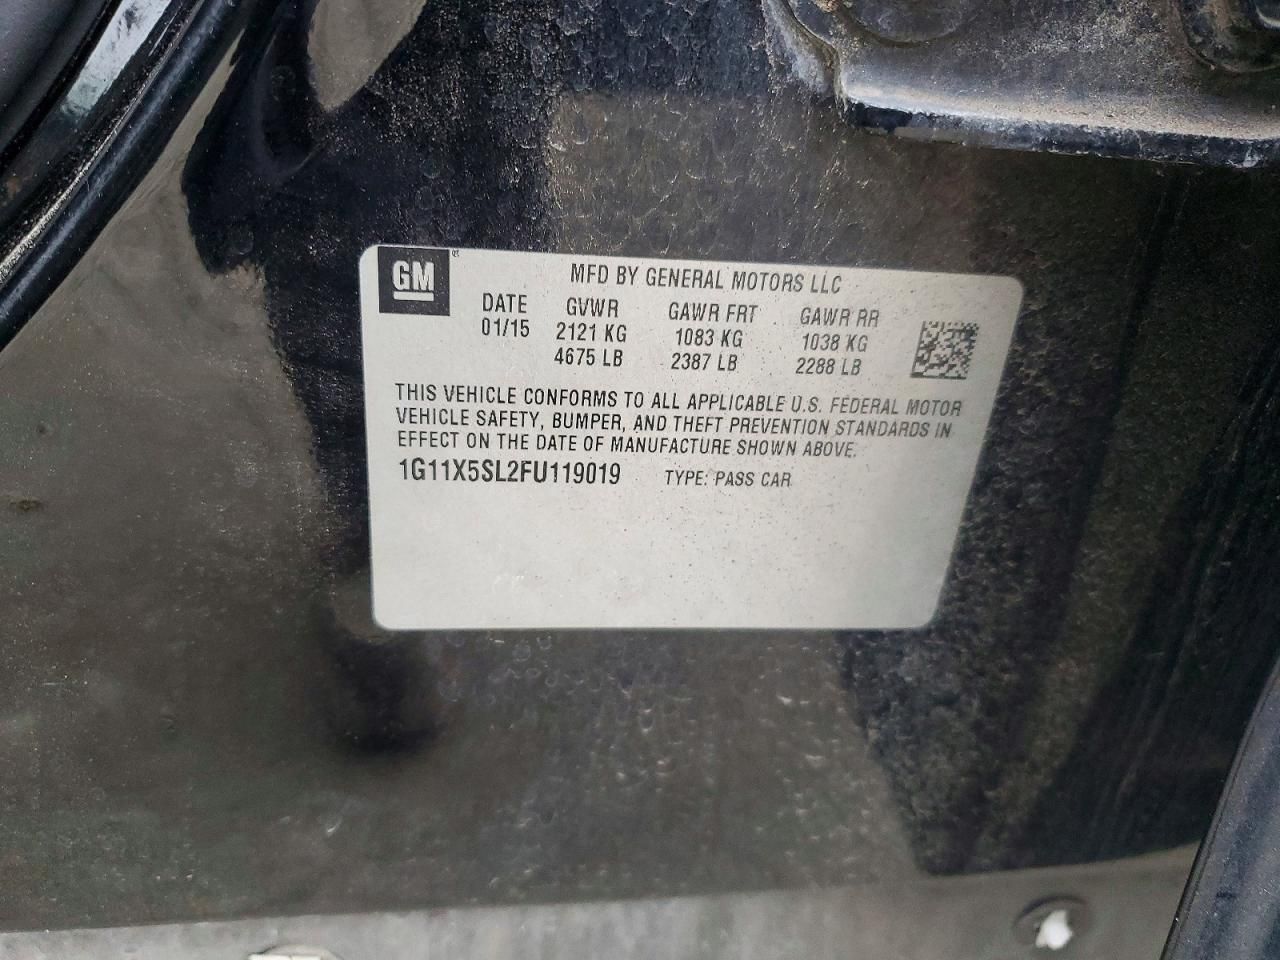 GM
MFD BY GENERAL MOTORS LLC
DATE GVWR GAWR FRT GAWR RR
01/15 2121 KG 1083 KG 1038 KG
4675 LB 2387 LB 2288 LB
THIS VEHICLE CONFORMS TO ALL APPLICABLE U.S. FEDERAL MOTOR
VEHICLE SAFETY, BUMPER, AND THEFT PREVENTION STANDARDS IN
EFFECT ON THE DATE OF MANUFACTURE SHOWN ABOVE.
1G11X5SL2FU119019 TYPE: PASS CAR